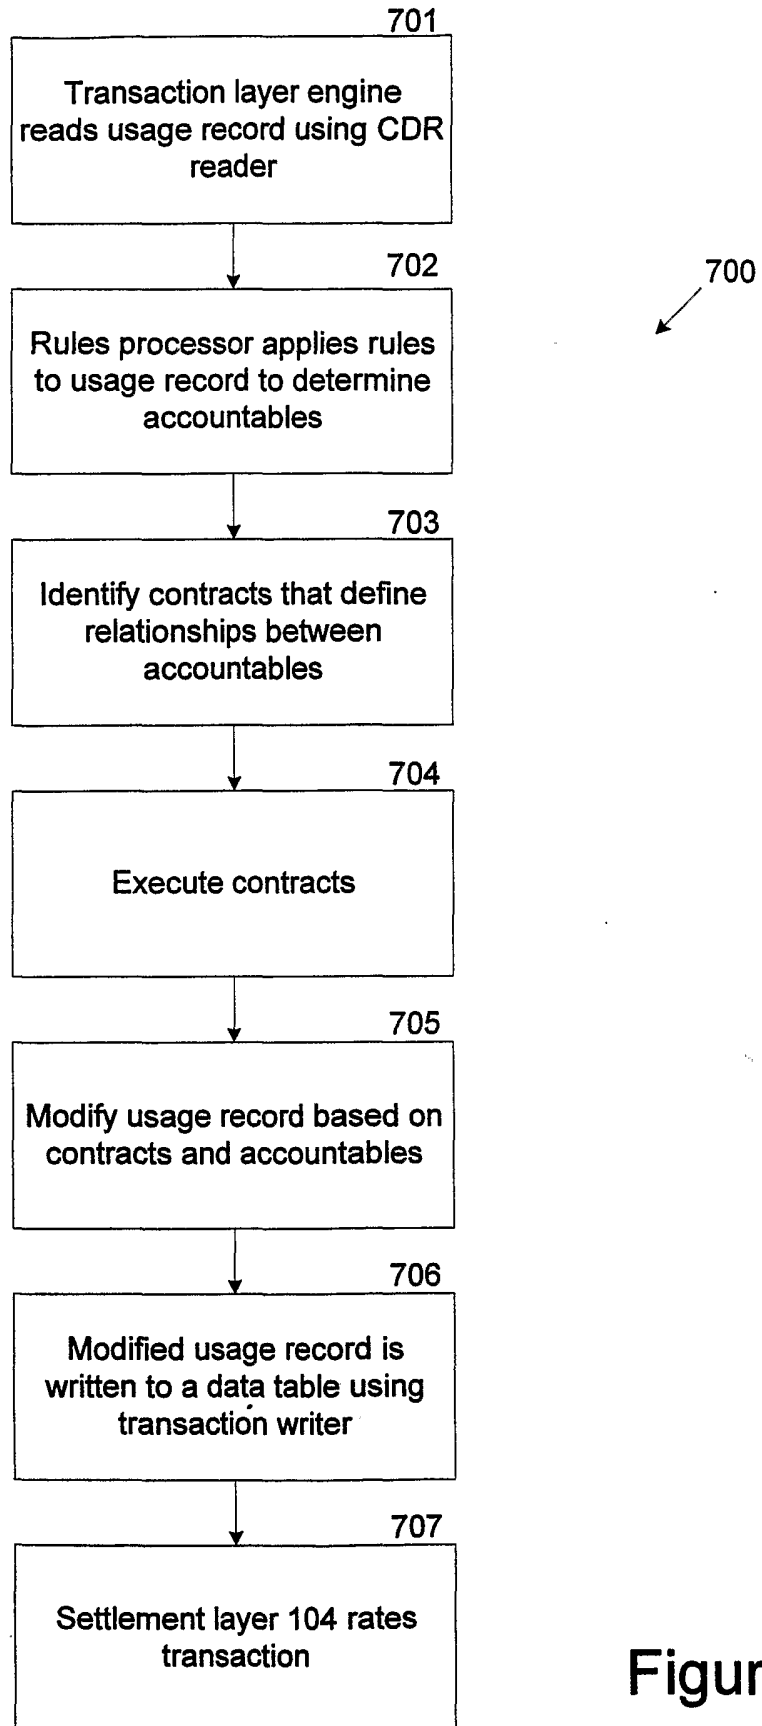 701
Transaction layer engine
reads usage record using CDR
reader
702
700
Rules processor applies rules
to usage record to determine
accountables
703
Identify contracts that define
relationships between
accountables
704
Execute contracts
705
Modify usage record based on
contracts and accountables
706
Modified usage record is
written to a data table using
transaction writer
707
Settlement layer 104 rates
transaction
Figur